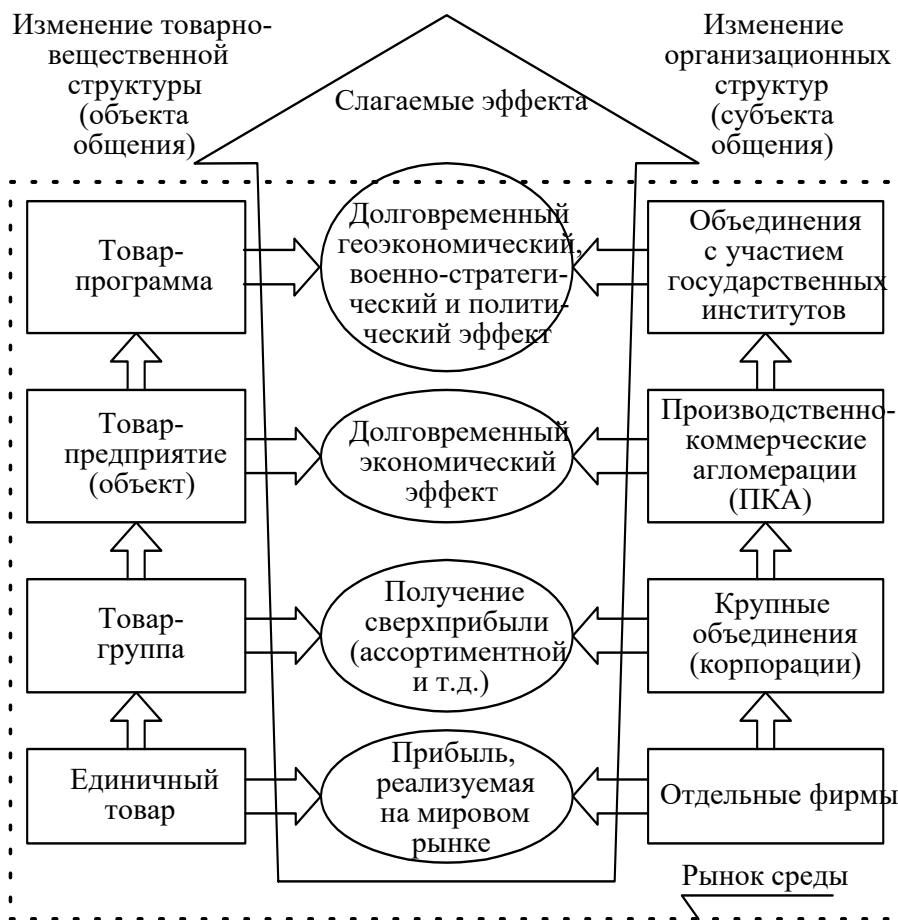 Изменение товарно-
вещественной
структуры
(объекта
общения)
Слагаемые эффекта
Изменение
организационных
структур
(субъекта
общения)
Товар-
программа
Долговременный
геоэкономический,
военно-стратеги-
ческий и полити-
ческий эффект
Объединения
с участием
государственных
институтов
Товар-
предприятие
(объект)
Долговременный
экономический
эффект
Производственно-
коммерческие
агломерации
(ПКА)
Товар-
группа
Получение
сверхприбыли
(ассортиментной
и т.д.)
Крупные
объединения
(корпорации)
Единичный
товар
Прибыль,
реализуемая
на мировом
рынке
Отдельные фирмы
Рынок среды